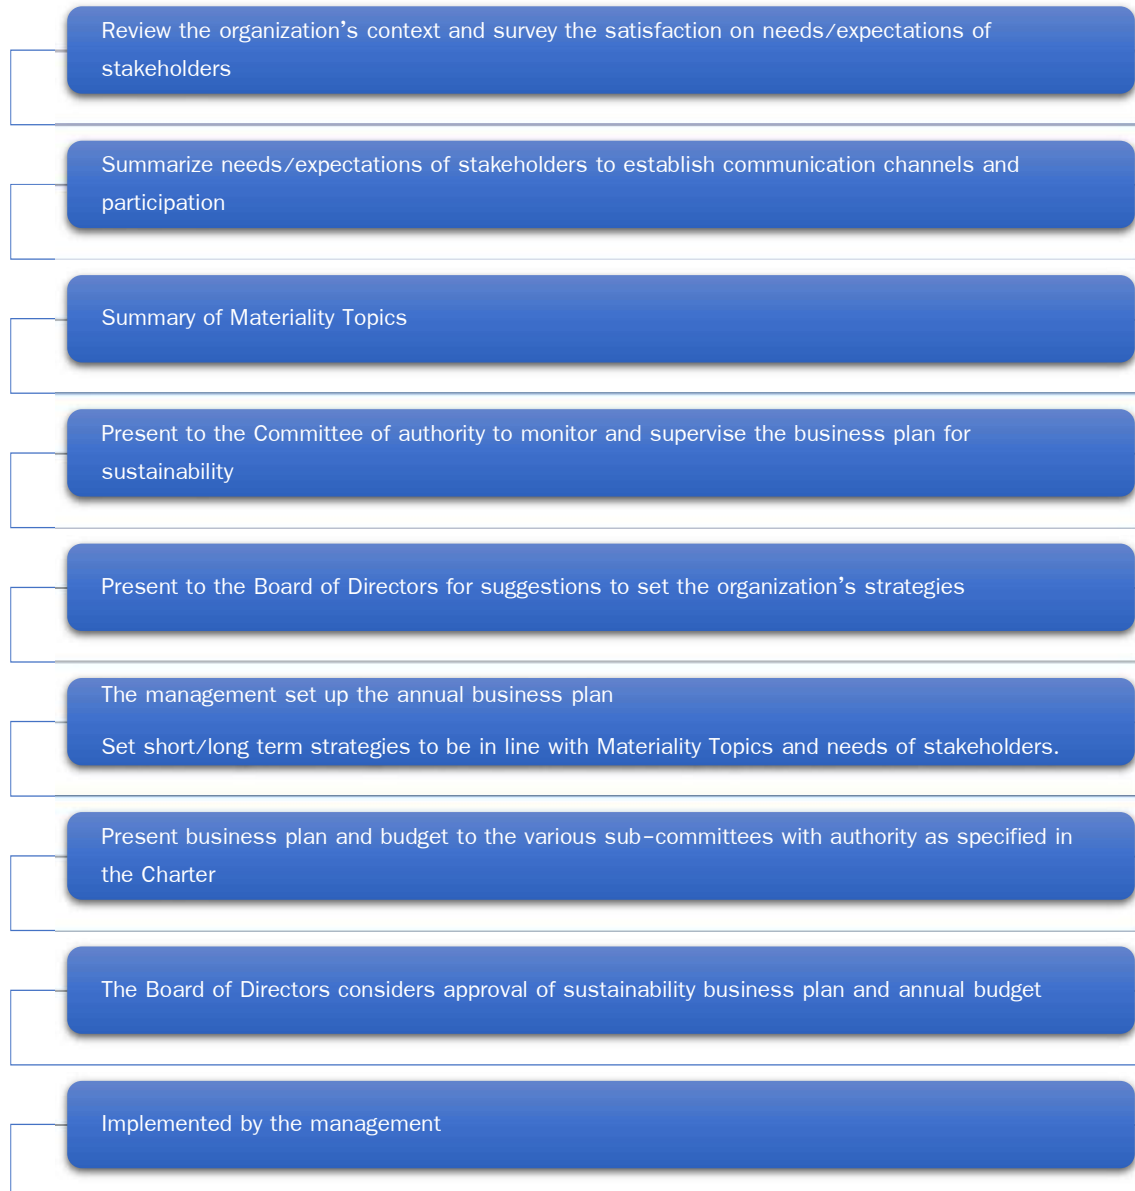 Review the organization’s context and survey the satisfaction on needs/expectations of
stakeholders
Summarize needs/expectations of stakeholders to establish communication channels and
participation
Summary of Materiality Topics
Present to the Committee of authority to monitor and supervise the business plan for
sustainability
Present to the Board of Directors for suggestions to set the organization’s strategies
The management set up the annual business plan
Set short/long term strategies to be in line with Materiality Topics and needs of stakeholders.
Present business plan and budget to the various sub-committees with authority as specified in
the Charter
The Board of Directors considers approval of sustainability business plan and annual budget
Implemented by the management